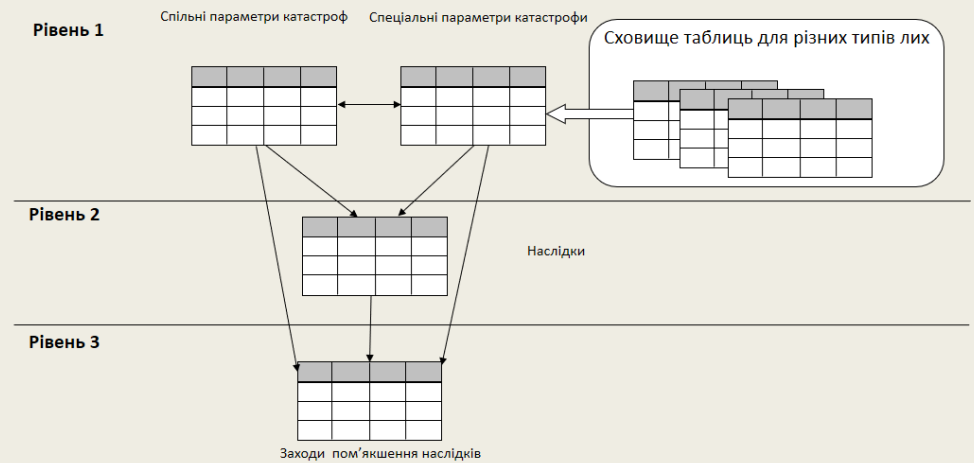 Спільні параметри катастроф
Спеціальні параметри катастрофи
Рівень 1
Сховище таблиць для різних типів лих
Рівень 2
Наслідки
Рівень 3
Заходи пом’якшення наслідків